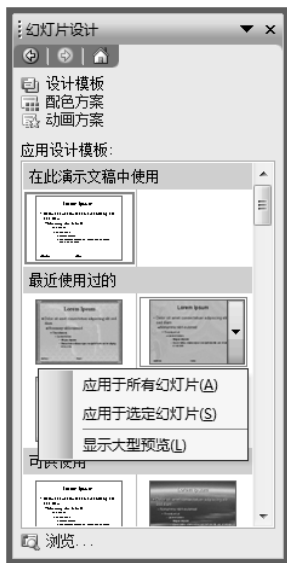 幻灯片设计
设计模板
配色方案
动画方案
应用设计模板:
在此演示文稿中使用
Lorem Ipsum
最近使用过的
Lorem Ipsum
Lorem Ipsum
应用于所有幻灯片(A)
应用于选定幻灯片(S)
显示大型预览(L)
可供使用
Lorem Ipsum
浏览...